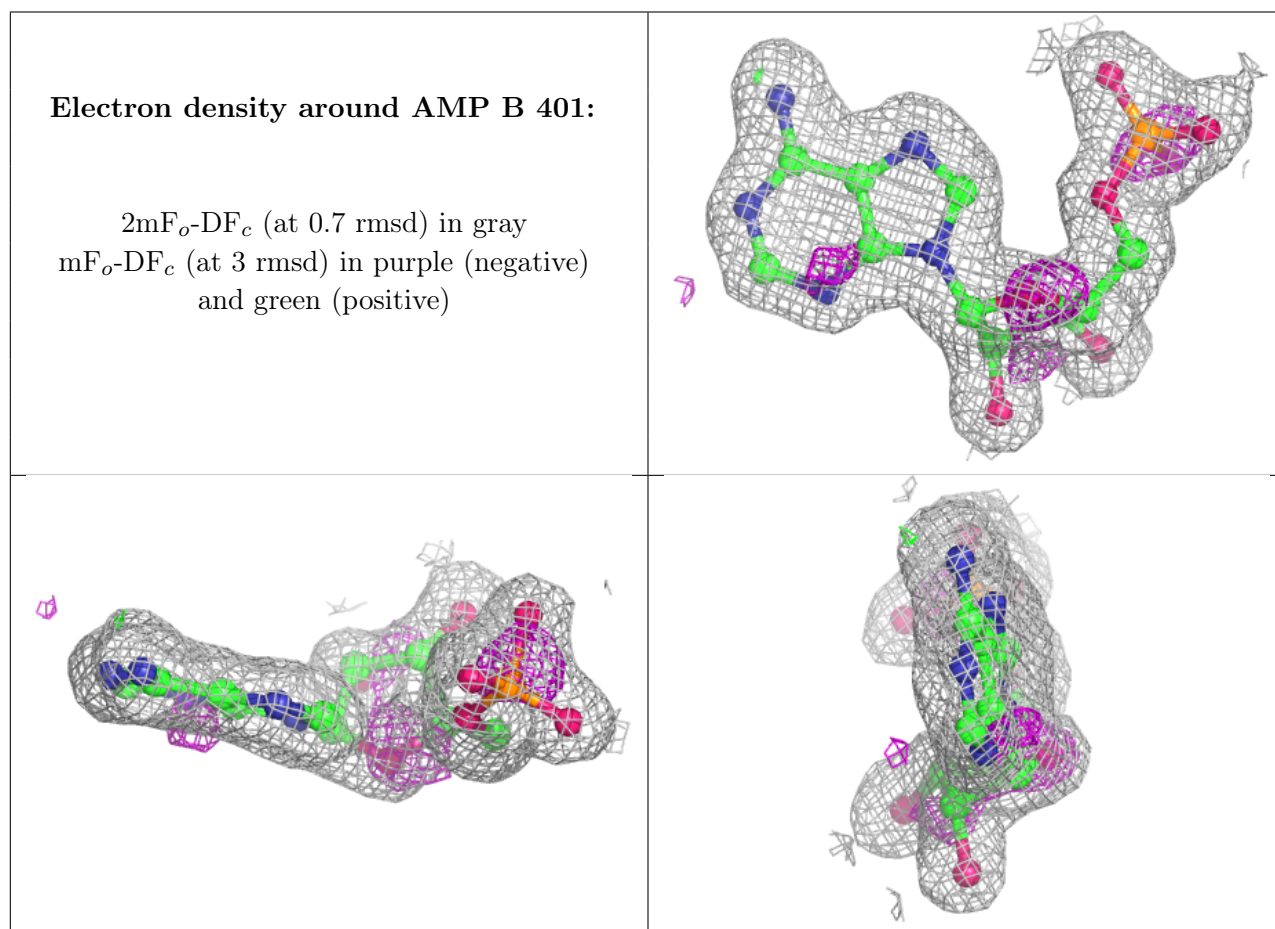 Electron density around AMP B 401:
2mFo-DFc (at 0.7 rmsd) in gray
mFo-DFc (at 3 rmsd) in purple (negative)
and green (positive)